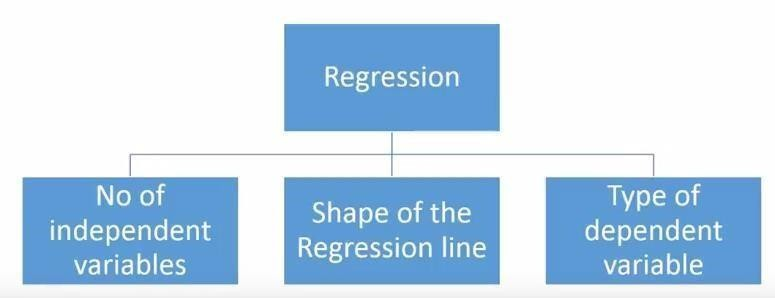 Regression
No of
independent
variables
Shape of the
Regression line
Type of
dependent
variable